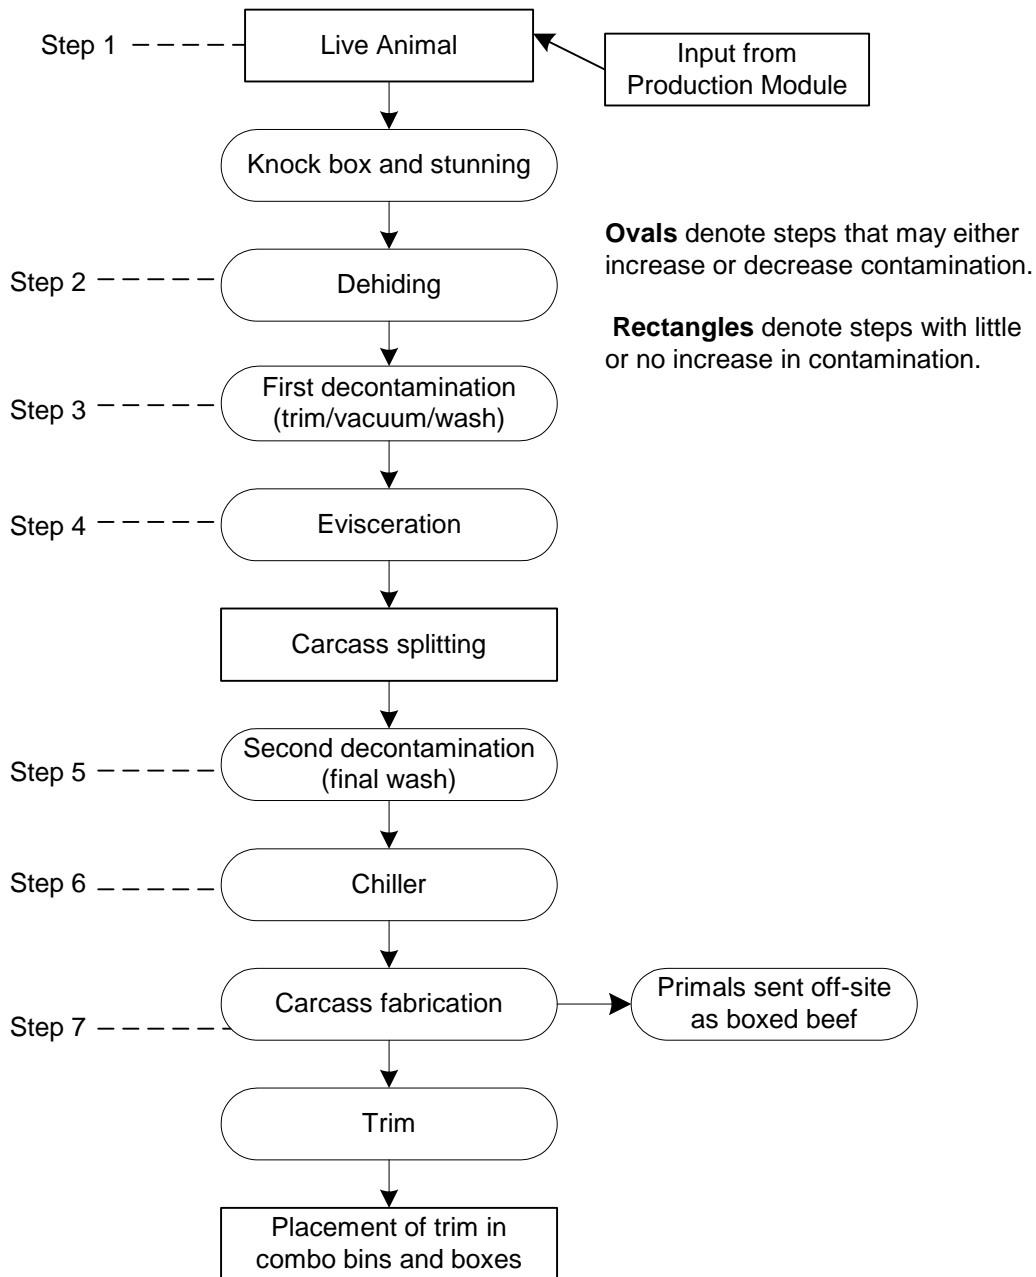 Step 1
Live Animal
Input from
Production Module
Knock box and stunning
Ovals denote steps that may either
increase or decrease contamination.
Step 2
Dehiding
Rectangles denote steps with little
or no increase in contamination.
Step 3
First decontamination
(trim/vacuum/wash)
Step 4
Evisceration
Carcass splitting
Step 5
Second decontamination
(final wash)
Step 6
Chiller
Step 7
Carcass fabrication
Primals sent off-site
as boxed beef
Trim
Placement of trim in
combo bins and boxes